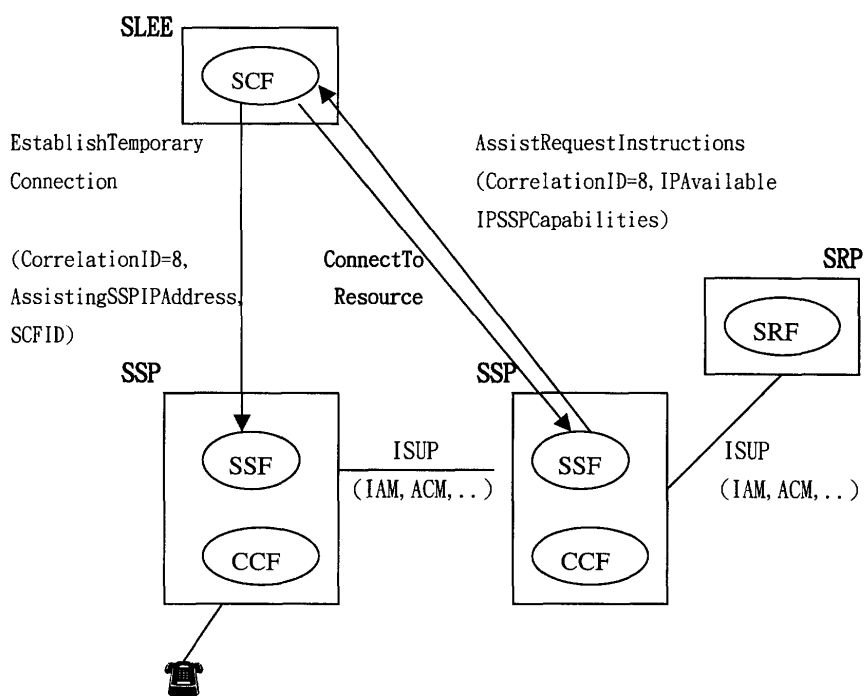 SLEE
SCF
EstablishTemporary
Connection
(CorrelationID=8,
AssistingSSPIPAddress,
SCFID)
ConnectTo
Resource
AssistRequestInstructions
(CorrelationID=8, IPAvailable
IPSSPCapabilities)
SRP
SRF
SSP
SSF
CCF
ISUP
(IAM, ACM, ..)
SSP
SSF
CCF
ISUP
(IAM, ACM, ..)